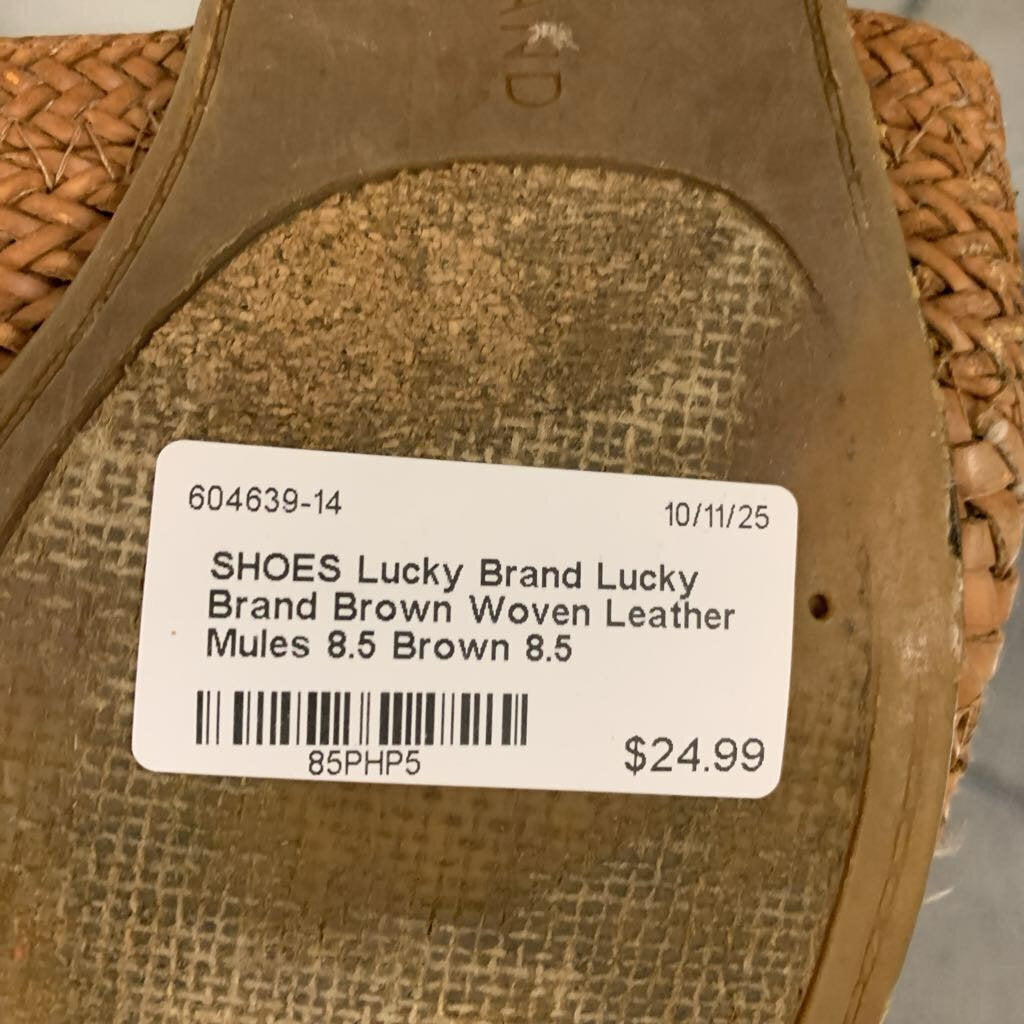 AND
604639-14
10/11/25
SHOES Lucky Brand Lucky
Brand Brown Woven Leather
Mules 8.5 Brown 8.5
85PHP5
$24.99